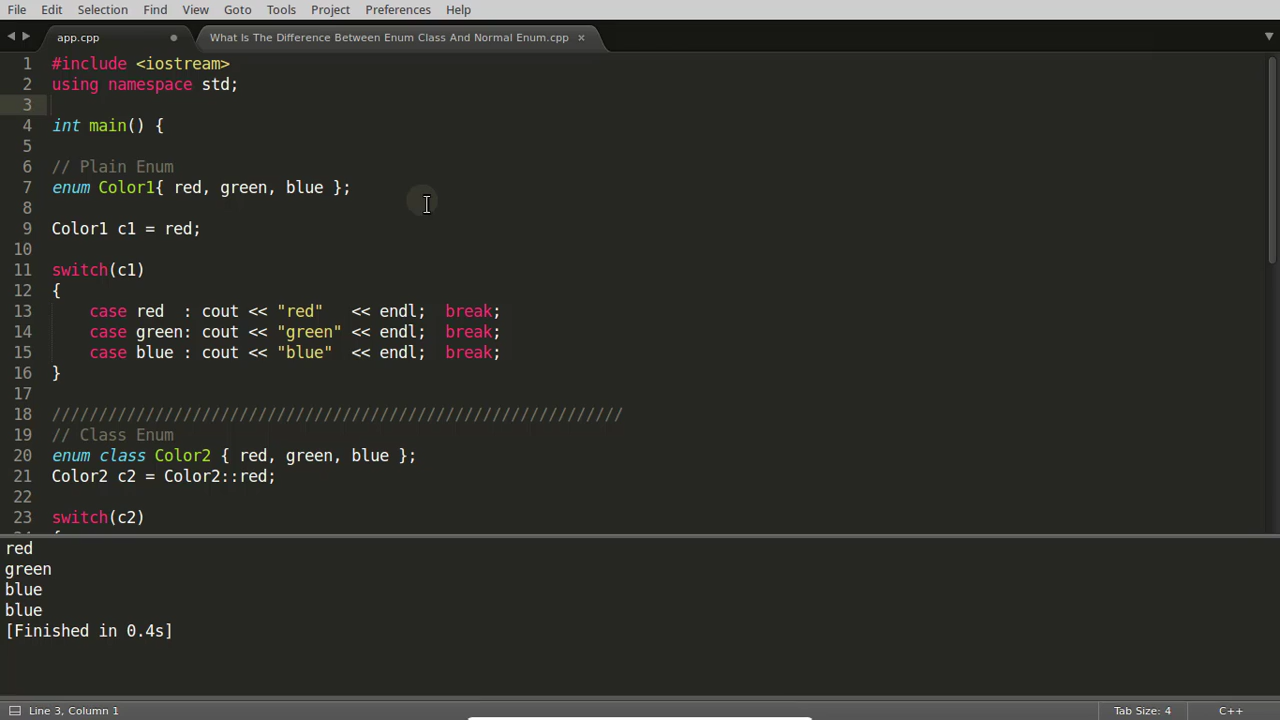 File Edit Selection Find View Goto Tools Project Preferences Help
app.cpp What Is The Difference Between Enum Class And Normal Enum.cpp ×
1 #include <iostream>
2 using namespace std;
3
4 int main() {
5
6 // Plain Enum
7 enum Color1{ red, green, blue };
8
9 Color1 c1 = red;
10
11 switch(c1)
12 {
13     case red  : cout << "red"   << endl;  break;
14     case green: cout << "green" << endl;  break;
15     case blue : cout << "blue"  << endl;  break;
16 }
17
18 /////////////////////////////////////////////////////////////
19 // Class Enum
20 enum class Color2 { red, green, blue };
21 Color2 c2 = Color2::red;
22
23 switch(c2)
24 {
red
green
blue
blue
[Finished in 0.4s]
Line 3, Column 1 Tab Size: 4 C++